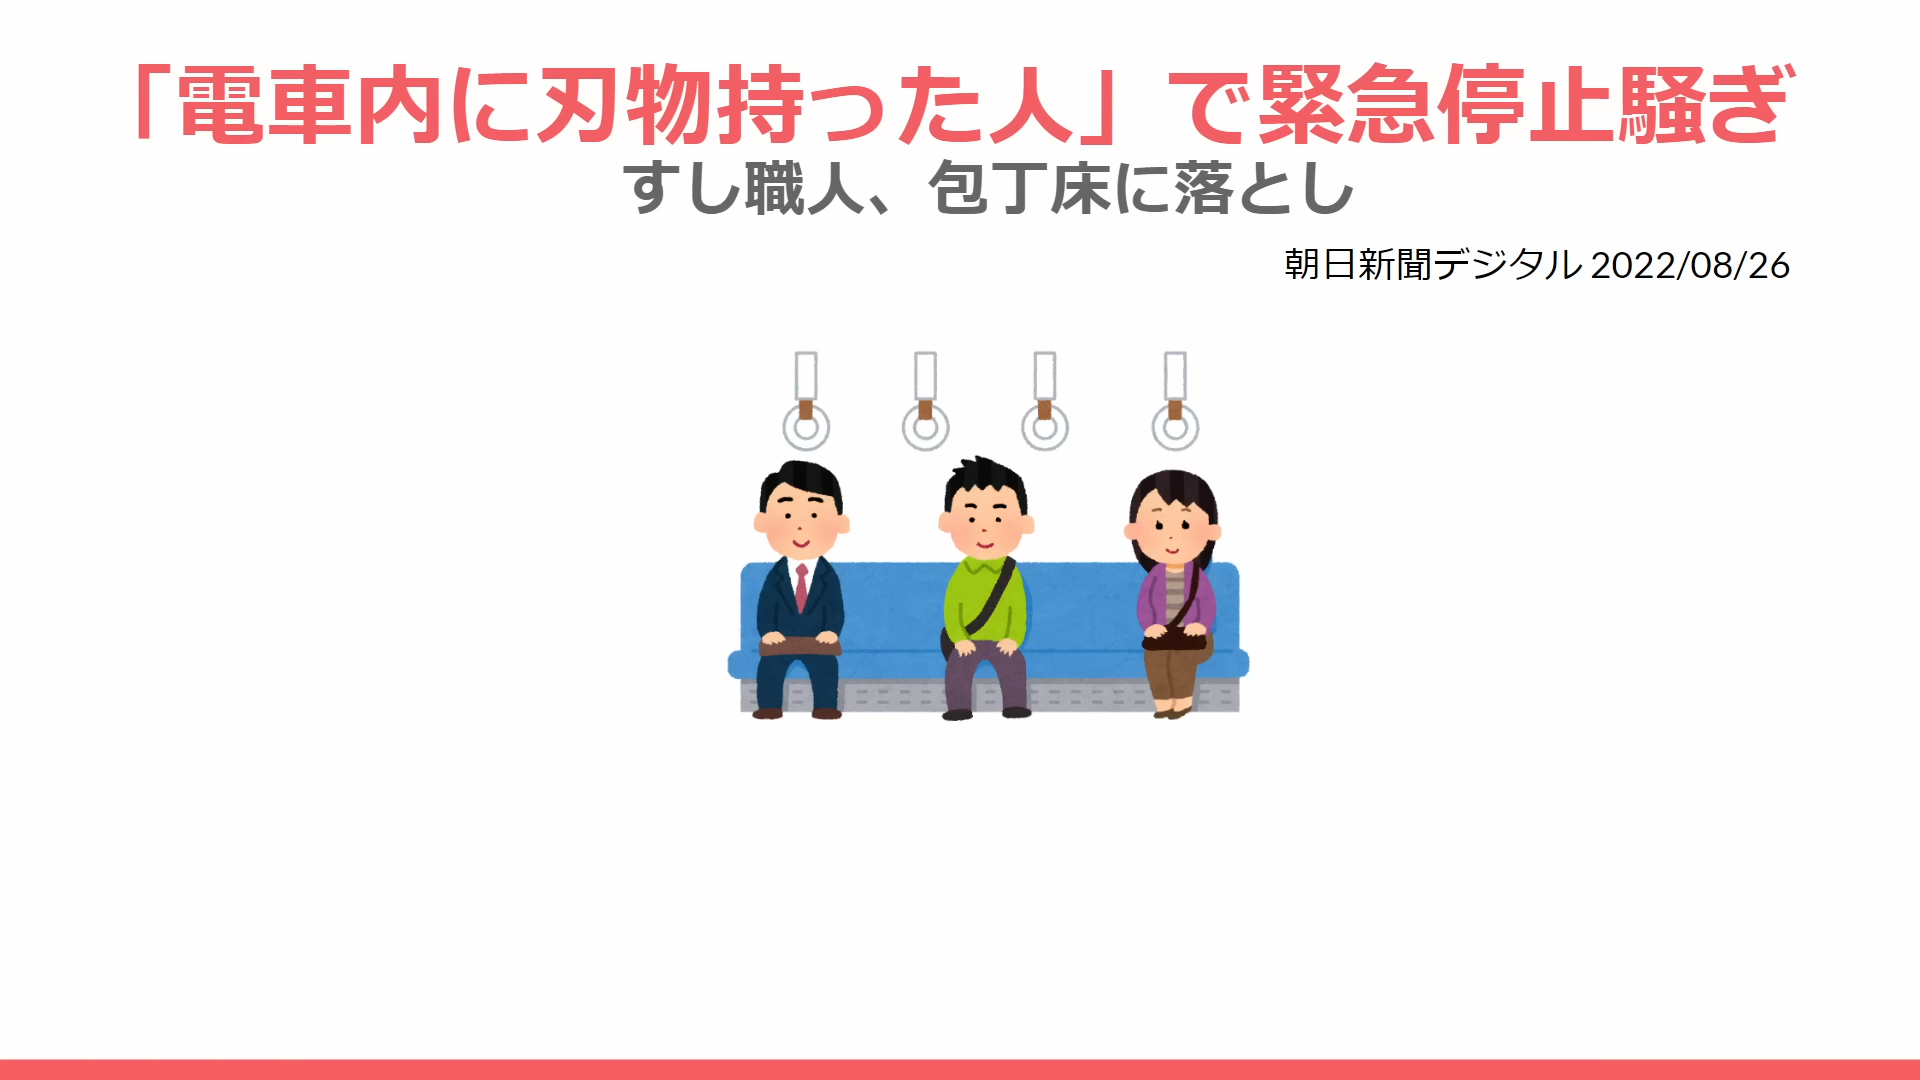 「電車内に刃物持った人」で緊急停止騒ぎ
すし職人、包丁床に落とし
朝日新聞デジタル 2022/08/26